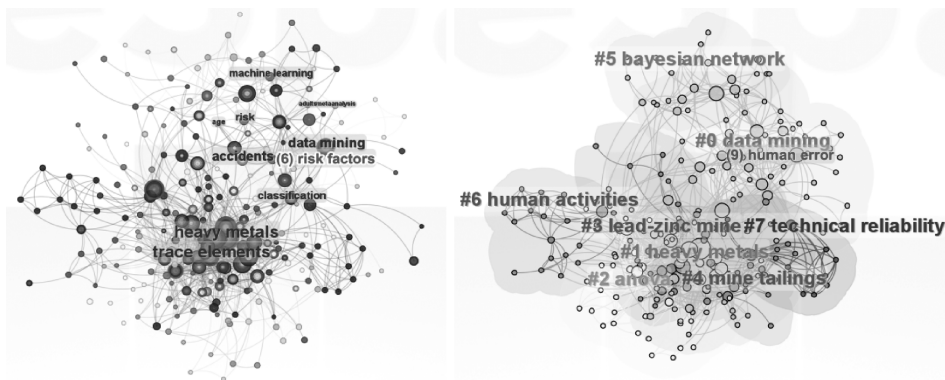 machine learning
age
risk
data mining
accidents
(6) risk factors
classification
heavy metals
trace elements
#5 bayesian network
#0 data mining
(9) human error
#6 human activities
#3 lead-zinc mine
#7 technical reliability
#1 heavy metals
#2 anova
#4 mine tailings